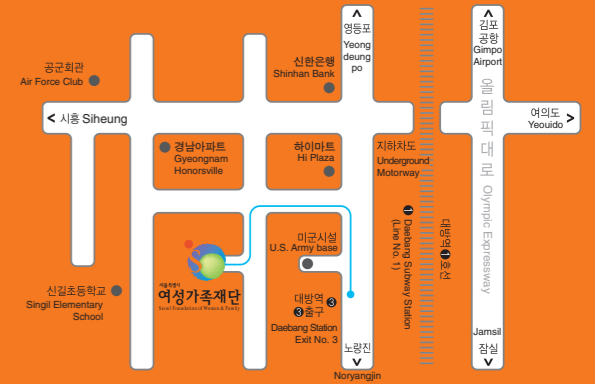 영등포
Yeong
deung
po
김포
공항
Gimpo
Airport
신한은행
Shinhan Bank
공군회관
Air Force Club
< 시흥 Siheung
여의도
Yeouido >
올림픽대로 Olympic Expressway
경남아파트
Gyeongnam
Honorsville
하이마트
Hi Plaza
지하차도
Underground
Motorway
❶ Daebang Subway Station
(Line No. 1)
대방역 ❶호선
미군시설
U.S. Army base
신길초등학교
Singil Elementary
School
서울특별시
여성가족재단
Seoul Foundation of Women & Family
대방역 ❸
❸출구
Daebang Station
Exit No. 3
노량진
Noryangjin
Jamsil
잠실